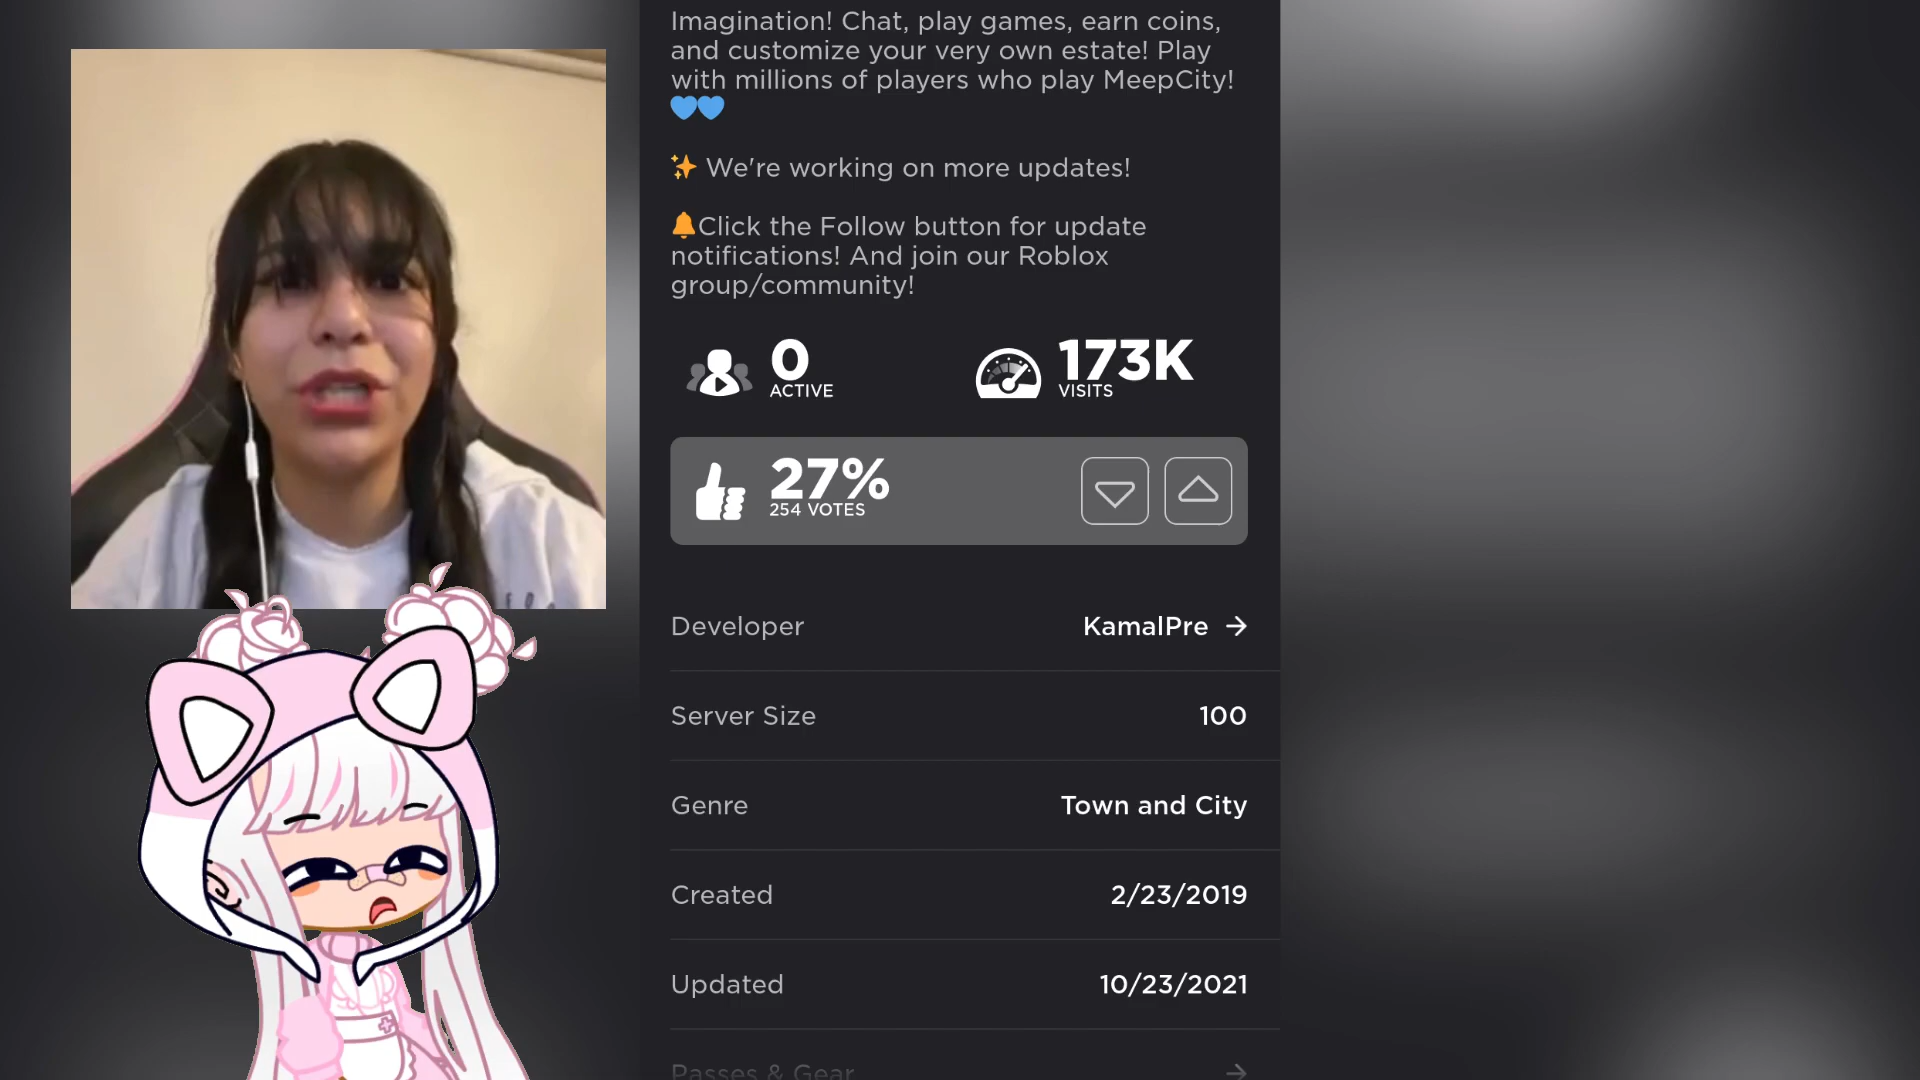 Imagination! Chat, play games, earn coins,
and customize your very own estate! Play
with millions of players who play MeepCity!
💙💙
✨ We're working on more updates!
🔔Click the Follow button for update
notifications! And join our Roblox
group/community!
0
ACTIVE
173K
VISITS
27%
254 VOTES
Developer
KamalPre →
Server Size
100
Genre
Town and City
Created
2/23/2019
Updated
10/23/2021
Passes & Gear →